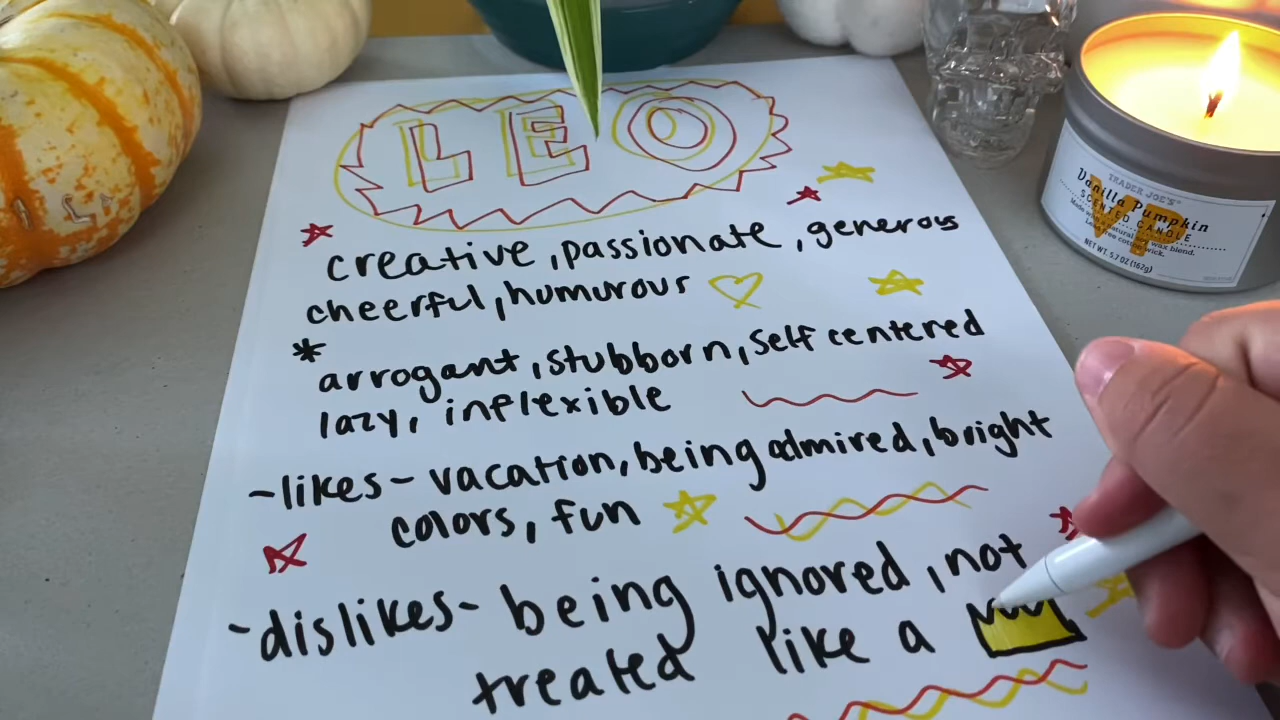 LEO
creative, passionate, generous
cheerful, humurous
* arrogant, stubborn, self centered
lazy, inflexible
- likes - vacation, being admired, bright
colors, fun
- dislikes - being ignored, not
treated like a
TRADER JOE'S
Vanilla Pumpkin
SCENTED CANDLE
NET WT. 5.7 OZ (162g)